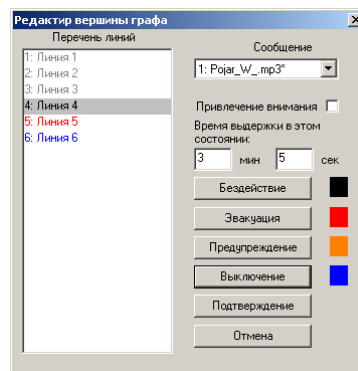 Редактир вершины графа
Перечень линий
1: Линия 1
2: Линия 2
3: Линия 3
4: Линия 4
5: Линия 5
6: Линия 6
Сообщение
1: Pojar_W_.mp3*
Привлечение внимания
Время выдержки в этом
состоянии:
3 мин 5 сек
Бездействие
Эвакуация
Предупреждение
Выключение
Подтверждение
Отмена